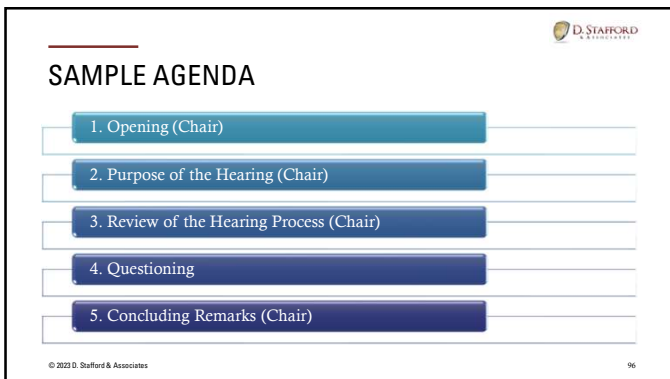 D. STAFFORD
& ASSOCIATES
SAMPLE AGENDA
1. Opening (Chair)
2. Purpose of the Hearing (Chair)
3. Review of the Hearing Process (Chair)
4. Questioning
5. Concluding Remarks (Chair)
© 2023 D. Stafford & Associates
96